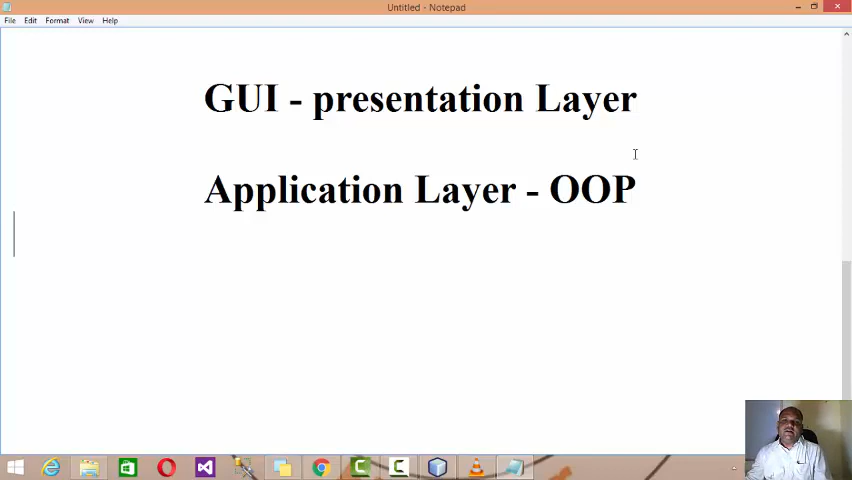 Untitled - Notepad
File Edit Format View Help
GUI - presentation Layer
Application Layer - OOP